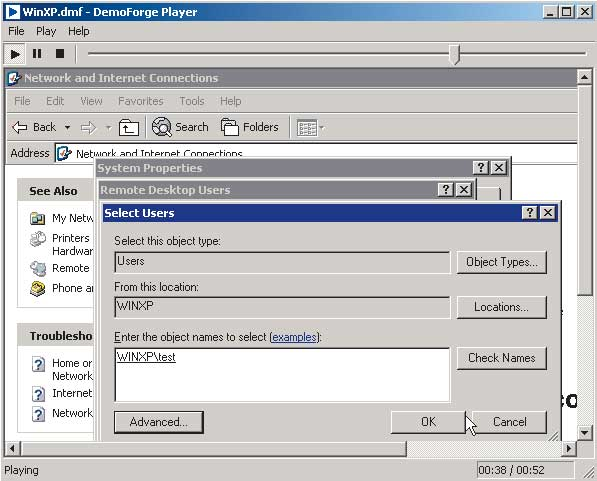 WinXP.dmf - DemoForge Player
File Play Help
Network and Internet Connections
File Edit View Favorites Tools Help
Back Search Folders
Address Network and Internet Connections
System Properties
Remote Desktop Users
See Also
Select Users
My Netw
Printers
Hardwar
Remote
Phone ar
Select this object type:
Users
Object Types...
From this location:
WINXP
Locations...
Troublesho
Enter the object names to select (examples):
WINXP\test
Check Names
Home or
Network
Internet
Network
co
Advanced...
OK
Cancel
Playing
00:38 / 00:52